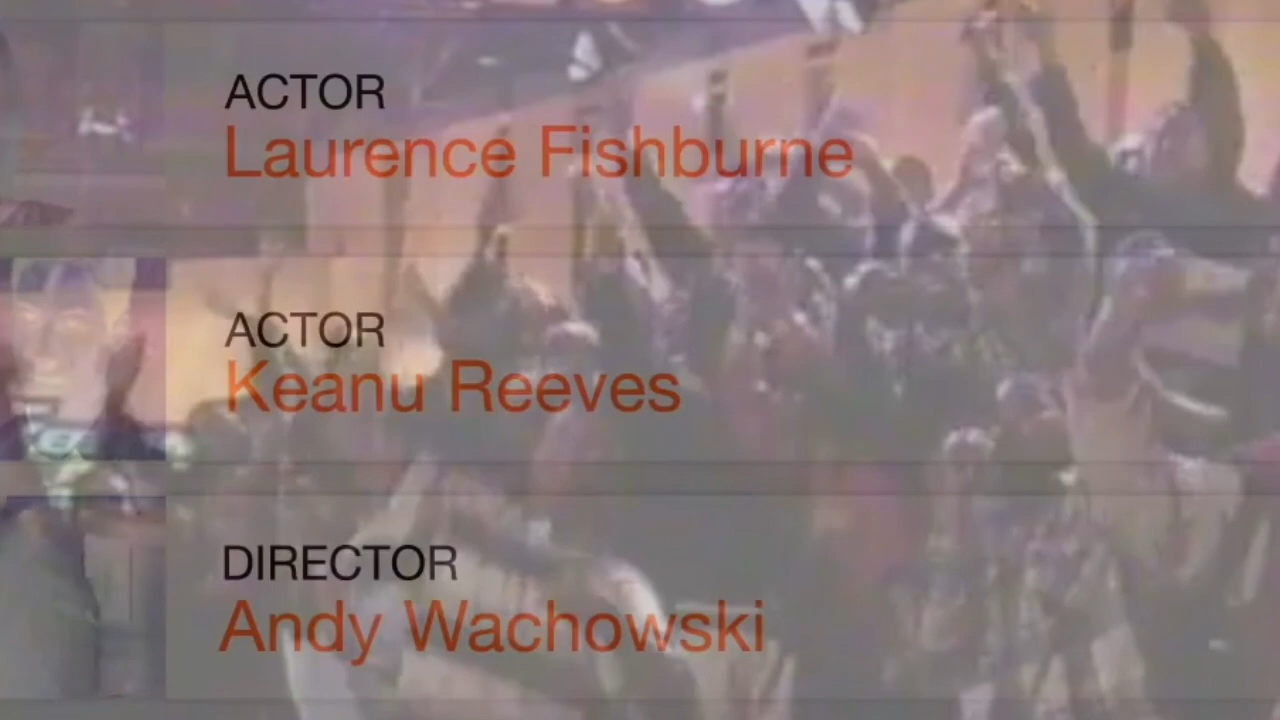 ACTOR
Laurence Fishburne
ACTOR
Keanu Reeves
DIRECTOR
Andy Wachowski